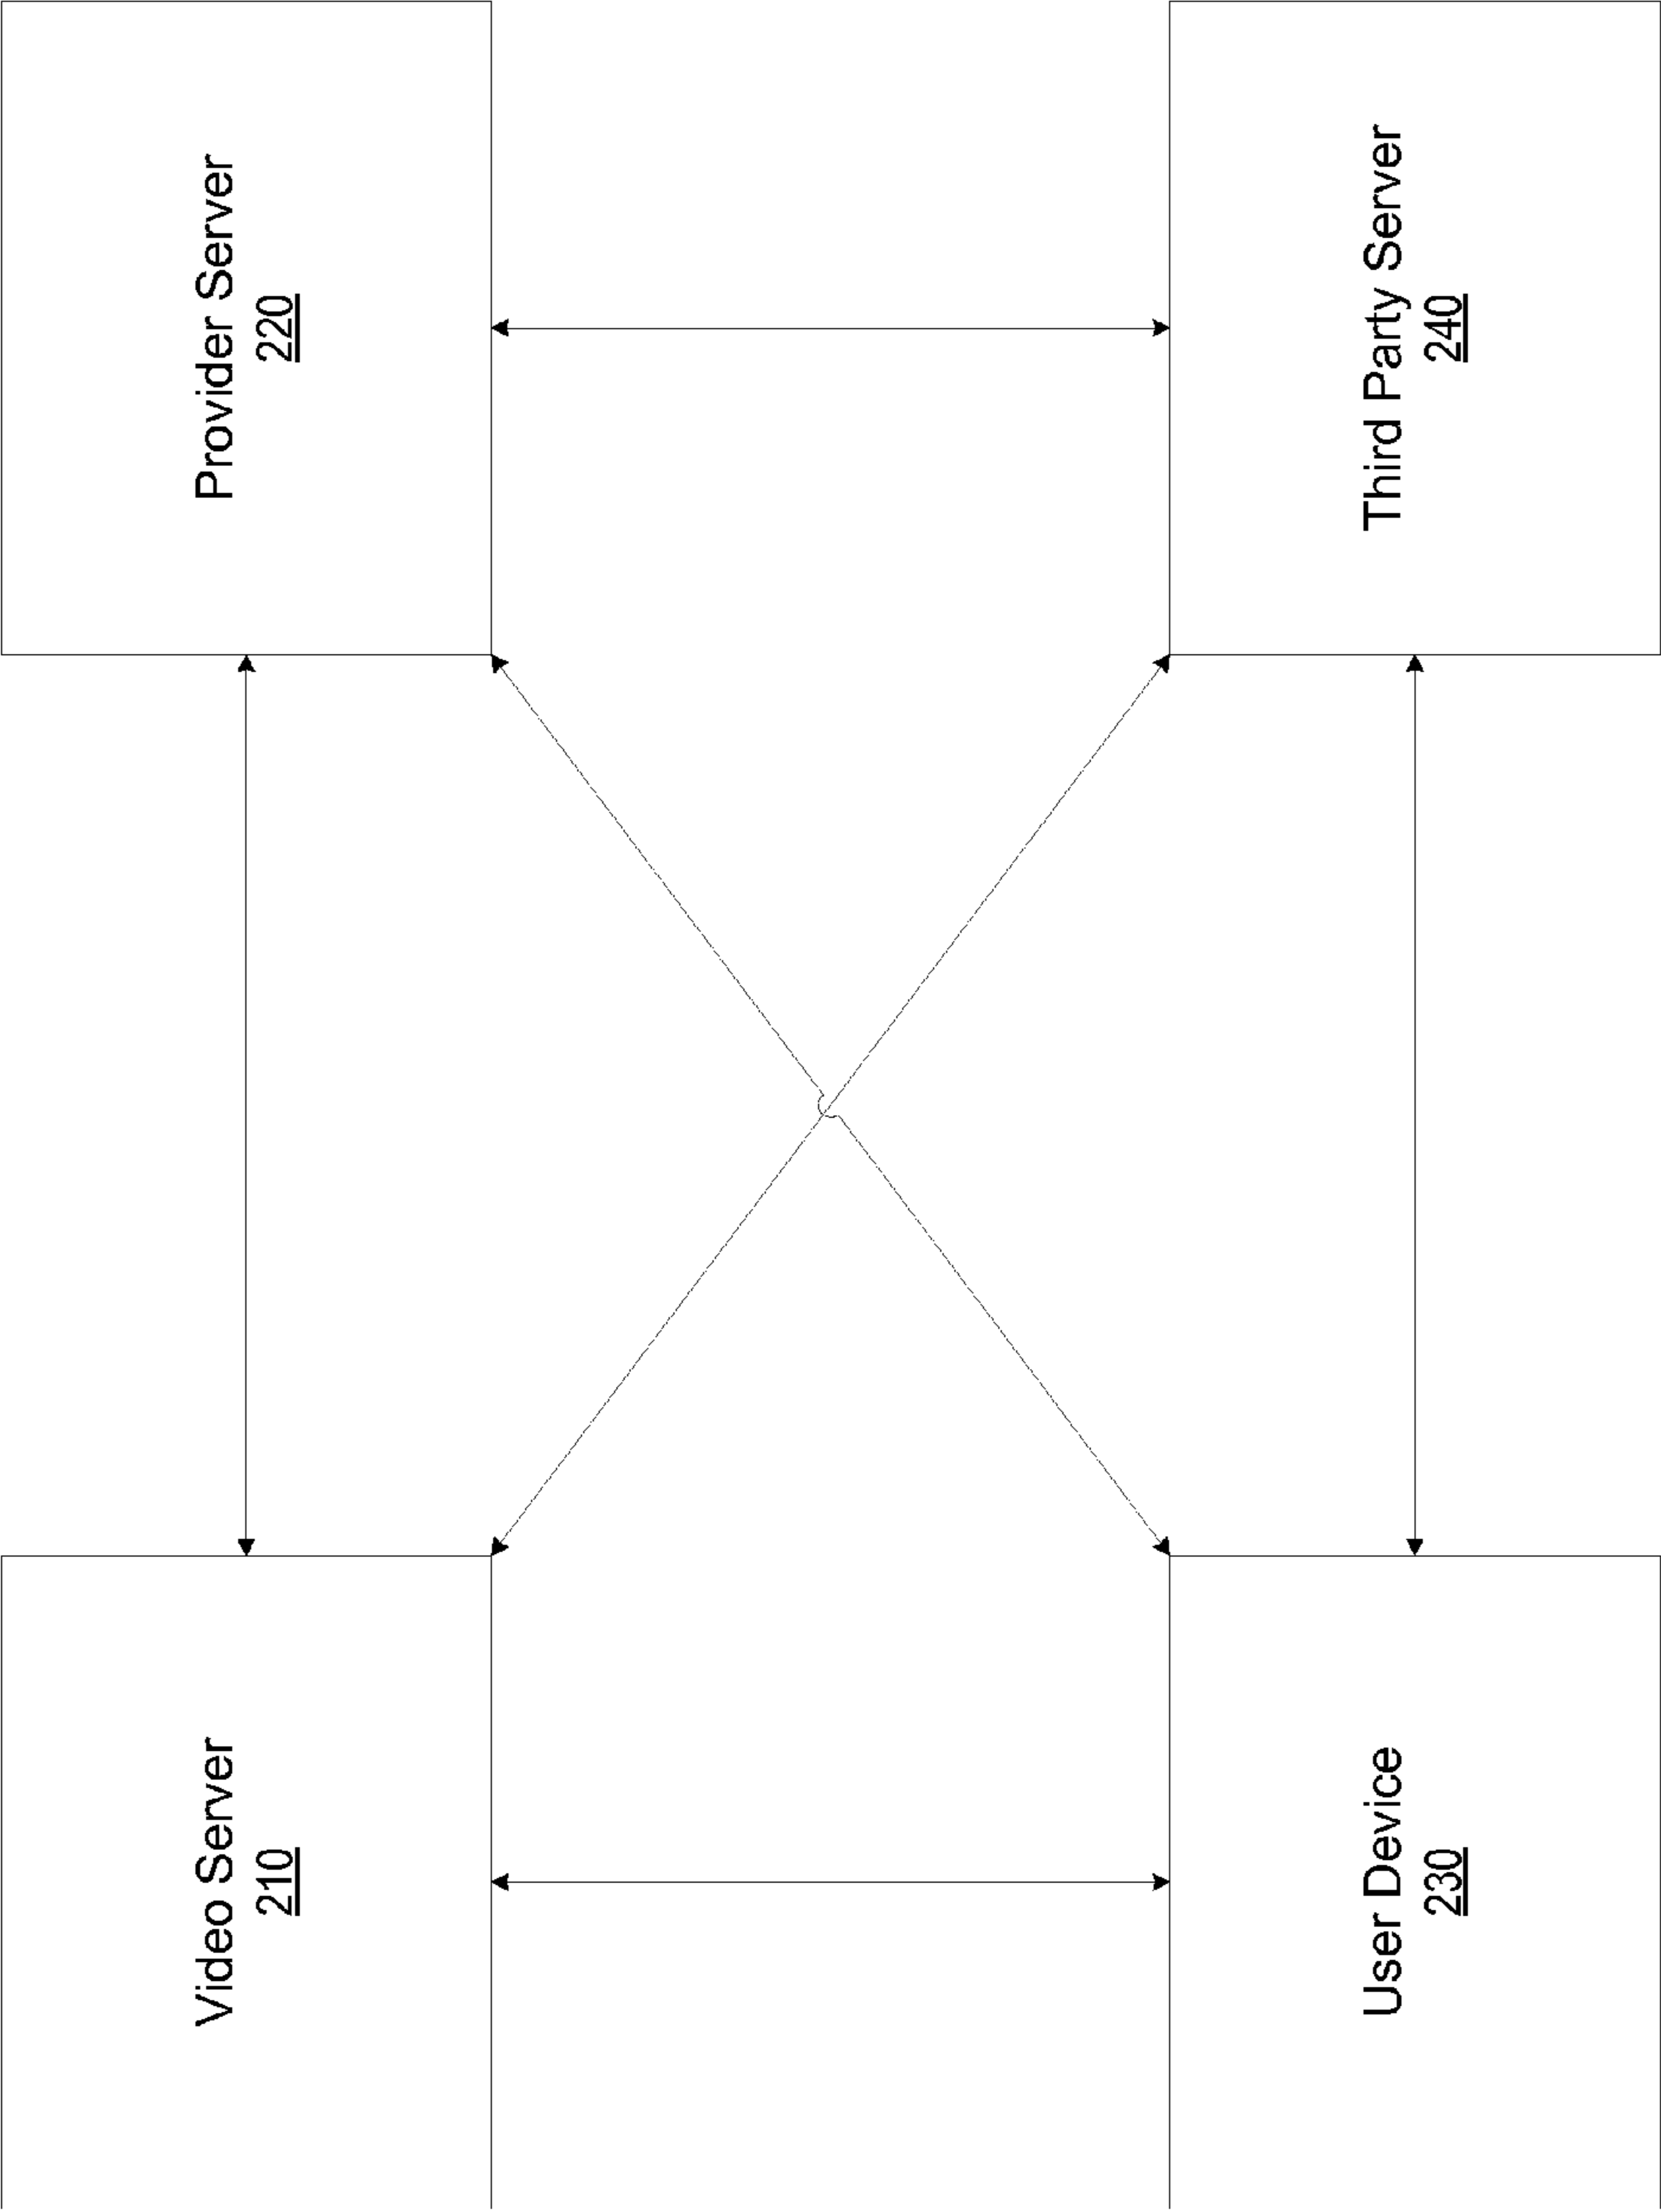 Video Server
210
Provider Server
220
User Device
230
Third Party Server
240